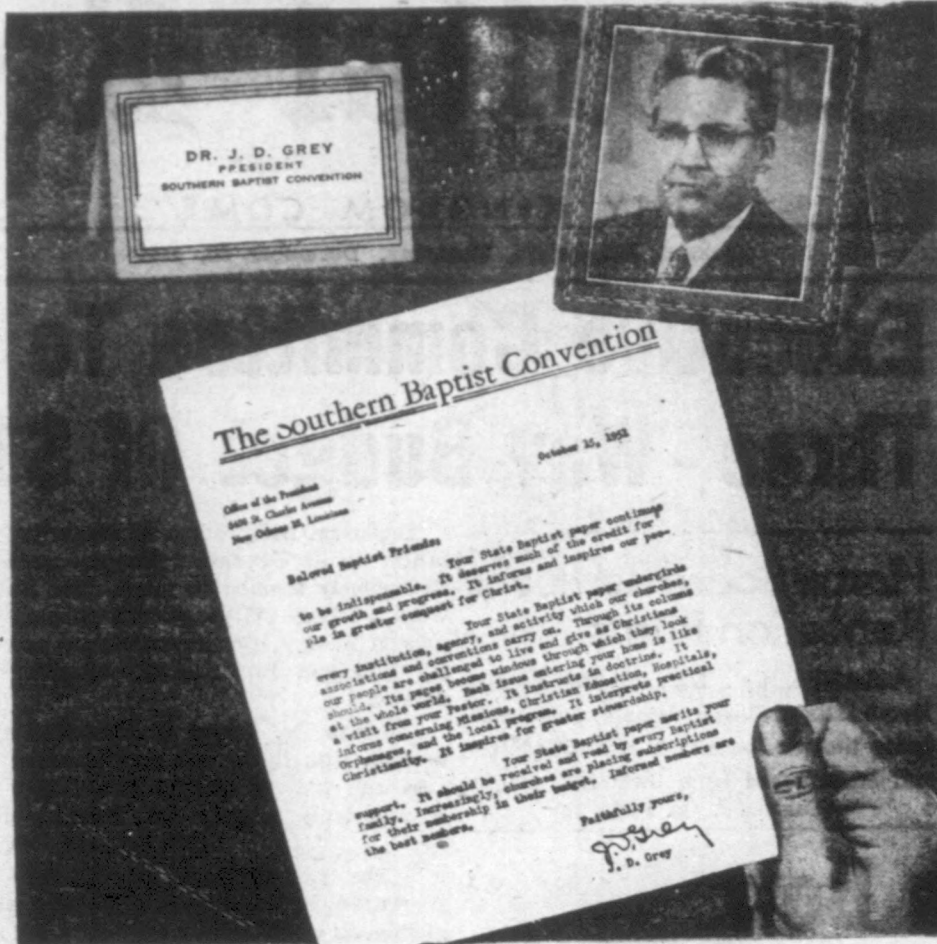 DR. J. D. GREY
PRESIDENT
SOUTHERN BAPTIST CONVENTION
The Southern Baptist Convention
October 15, 1952
Office of the President
St. Charles Avenue
New Orleans Louisiana
Beloved Baptist Friends:
Your State Baptist paper continues
to be indispensable. It deserves much of the credit for
our growth and progress. It informs and inspires our peo-
ple in greater conquest for Christ.
Your State Baptist paper undergirds
every institution, agency, and activity which our churches,
associations and conventions carry on. Through its columns
our people are challenged to live and give as Christians
should. Its pages become windows through which they look
at the whole world. Each issue entering your home is like
a visit from your Pastor. It instructs in doctrine. It
informs concerning Missions, Christian Education, Hospitals,
Orphanages, and the local program. It interprets practical
Christianity. It inspires for greater stewardship.
Your State Baptist paper merits your
support. It should be received and read by every Baptist
family. Increasingly, churches are placing subscriptions
for their membership in their budget. Informed members are
the best members.
Faithfully yours,
J. D. Grey
J. D. Grey